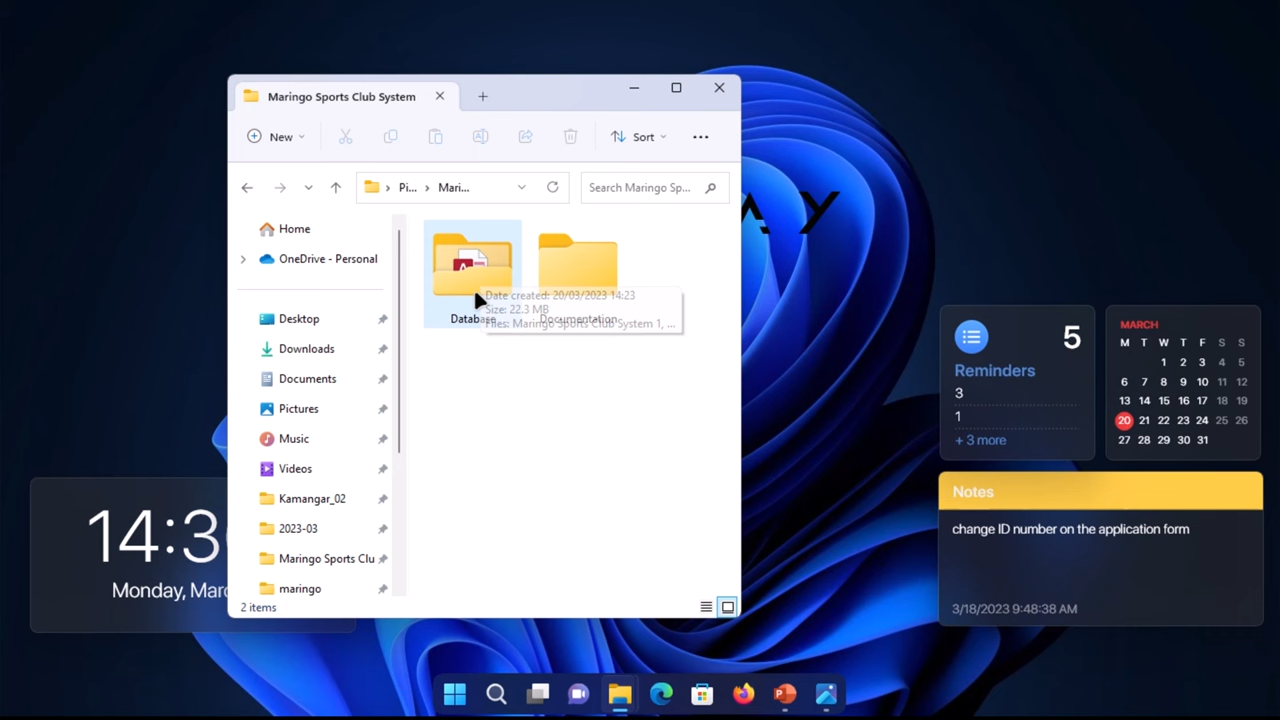 Maringo Sports Club System
New
Sort
Pi...
Mari...
Search Maringo Sp...
Home
OneDrive - Personal
Desktop
Downloads
Documents
Pictures
Music
Videos
Kamangar_02
2023-03
Maringo Sports Clu
maringo
Database
Documentation
Date created: 20/03/2023 14:23
Size: 22.3 MB
Files: Maringo Sports Club System 1, ...
2 items
AY
14:3
Monday, Marc
5
Reminders
3
1
+ 3 more
MARCH
M T W T F S S
1 2 3 4 5
6 7 8 9 10 11 12
13 14 15 16 17 18 19
20 21 22 23 24 25 26
27 28 29 30 31
Notes
change ID number on the application form
3/18/2023 9:48:38 AM